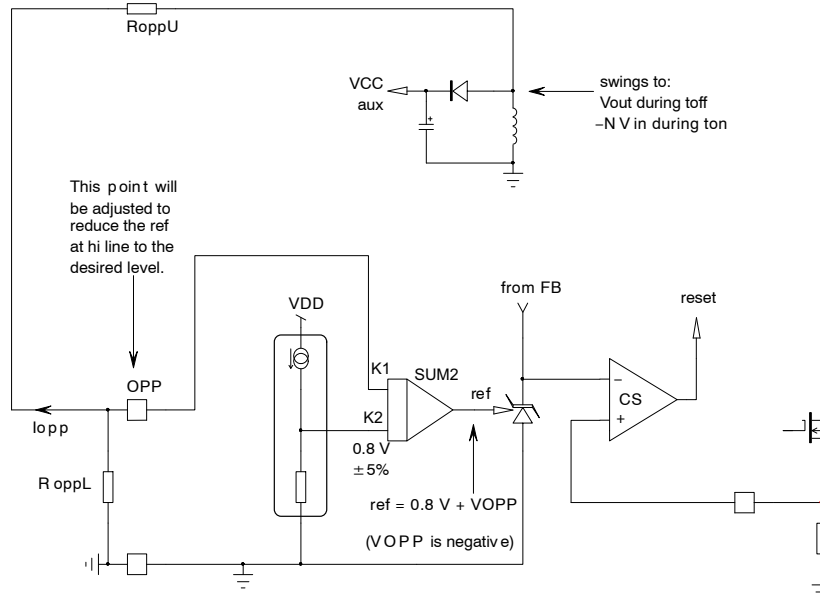 RoppU
VCC
aux
swings to:
Vout during toff
−N V in during ton
This point will
be adjusted to
reduce the ref
at hi line to the
desired level.
from FB
reset
VDD
OPP
K1
SUM2
ref
K2
CS
−
+
Iopp
0.8 V
±5%
RoppL
ref = 0.8 V + VOPP
(VOPP is negative)
+